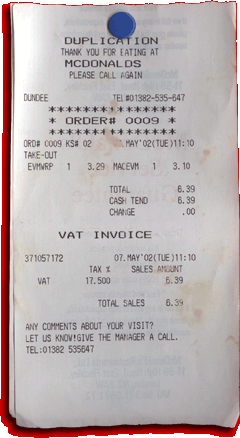 DUPLICATION
THANK YOU FOR EATING AT
MCDONALDS
PLEASE CALL AGAIN
DUNDEE TEL#01382-535-647
******************
* ORDER# 0009 *
******************
ORD# 0009 KS# 02 MAY'02(TUE)11:10
TAKE-OUT
EVMWRP 1 3.29 MACEVM 1 3.10
TOTAL 6.39
CASH TEND 6.39
CHANGE .00
VAT INVOICE
371057172 07.MAY'02(TUE)11:10
TAX % SALES AMOUNT
VAT 17.500 6.39
TOTAL SALES 6.39
ANY COMMENTS ABOUT YOUR VISIT?
LET US KNOW!GIVE THE MANAGER A CALL.
TEL:01382 535647